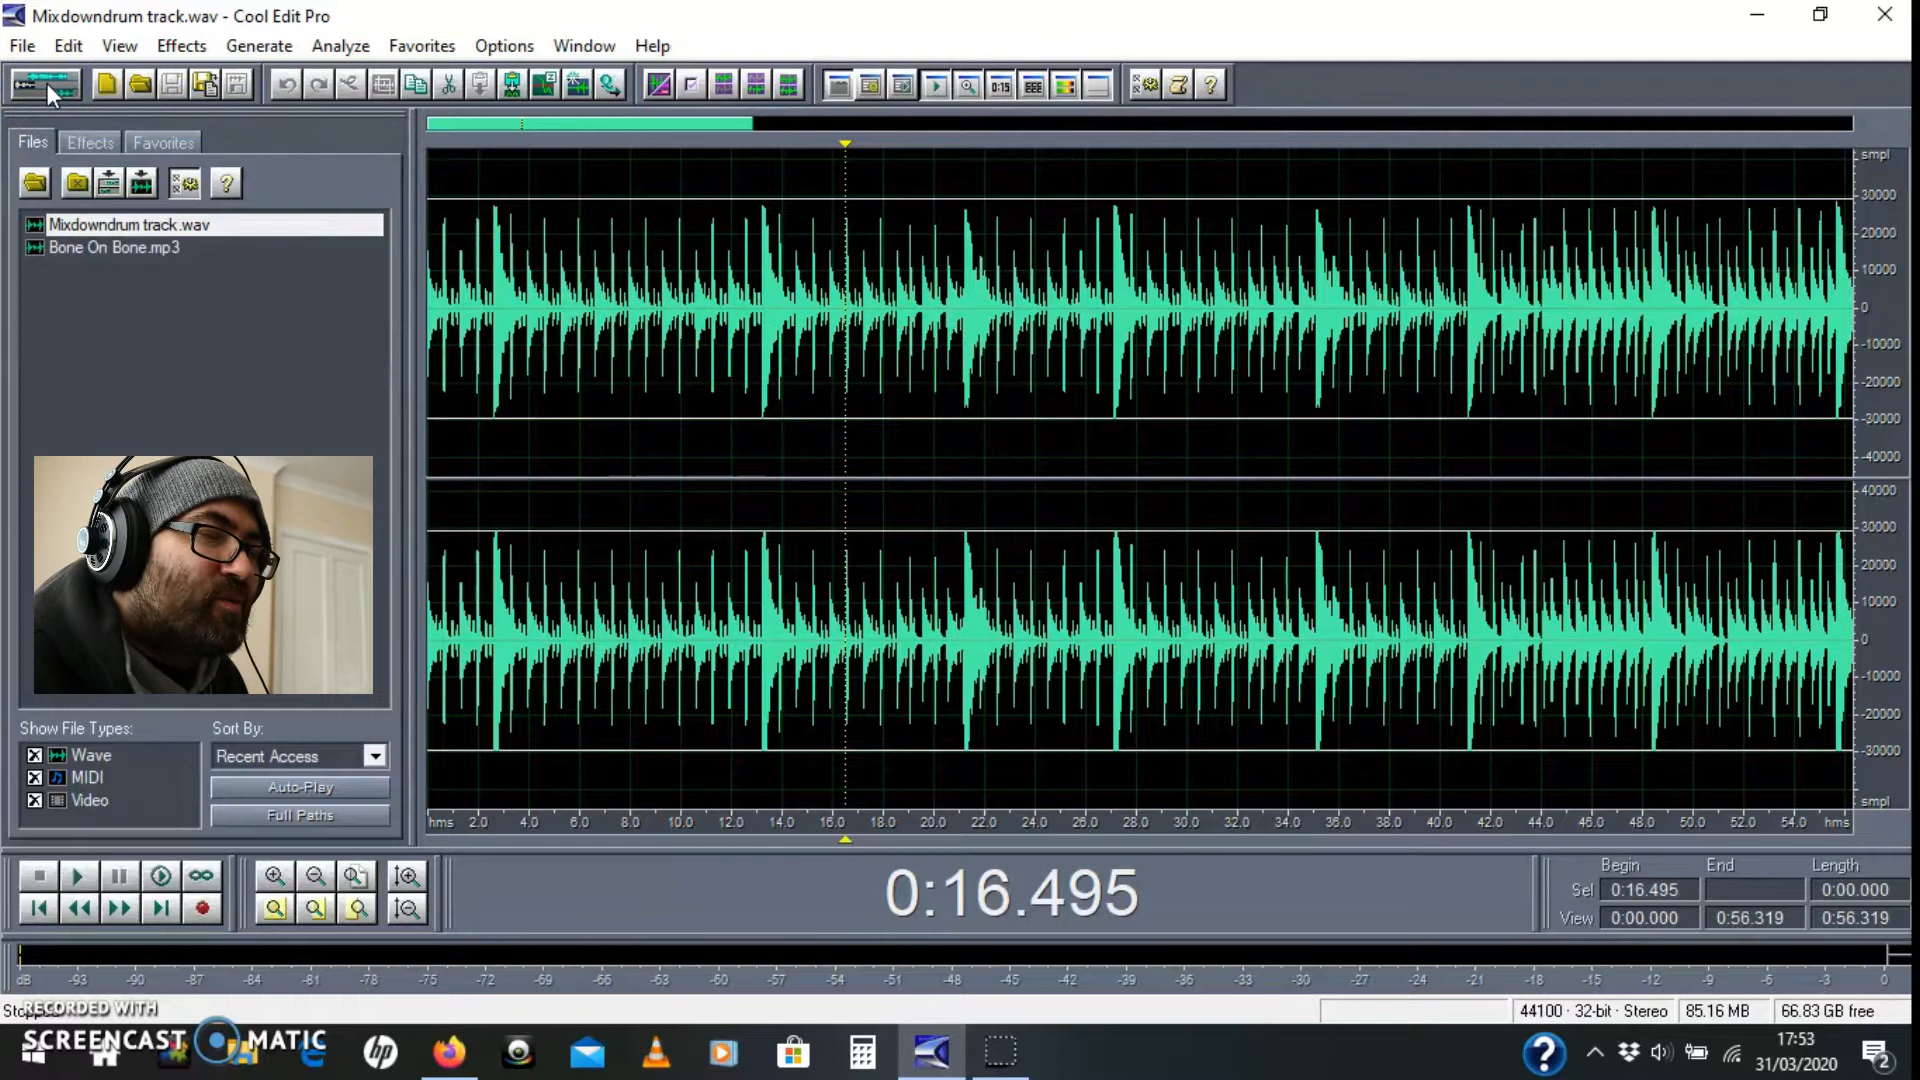 Mixdowndrum track.wav - Cool Edit Pro
File Edit View Effects Generate Analyze Favorites Options Window Help
0:15
Files Effects Favorites
Mixdowndrum track.wav
Bone On Bone.mp3
Show File Types: Sort By:
Wave Recent Access
MIDI Auto-Play
Video Full Paths
smpl
30000
20000
10000
0
-10000
-20000
-30000
-40000
40000
30000
20000
10000
0
-10000
-20000
-30000
smpl
hms 2.0 4.0 6.0 8.0 10.0 12.0 14.0 16.0 18.0 20.0 22.0 24.0 26.0 28.0 30.0 32.0 34.0 36.0 38.0 40.0 42.0 44.0 46.0 48.0 50.0 52.0 54.0 hms
0:16.495
Begin End Length
Sel 0:16.495 0:00.000
View 0:00.000 0:56.319 0:56.319
dB -93 -90 -87 -84 -81 -78 -75 -72 -69 -66 -63 -60 -57 -54 -51 -48 -45 -42 -39 -36 -33 -30 -27 -24 -21 -18 -15 -12 -9 -6 -3 0
RECORDED WITH
44100 · 32-bit · Stereo 85.16 MB 66.83 GB free
SCREENCAST MATIC
hp
17:53
31/03/2020
2